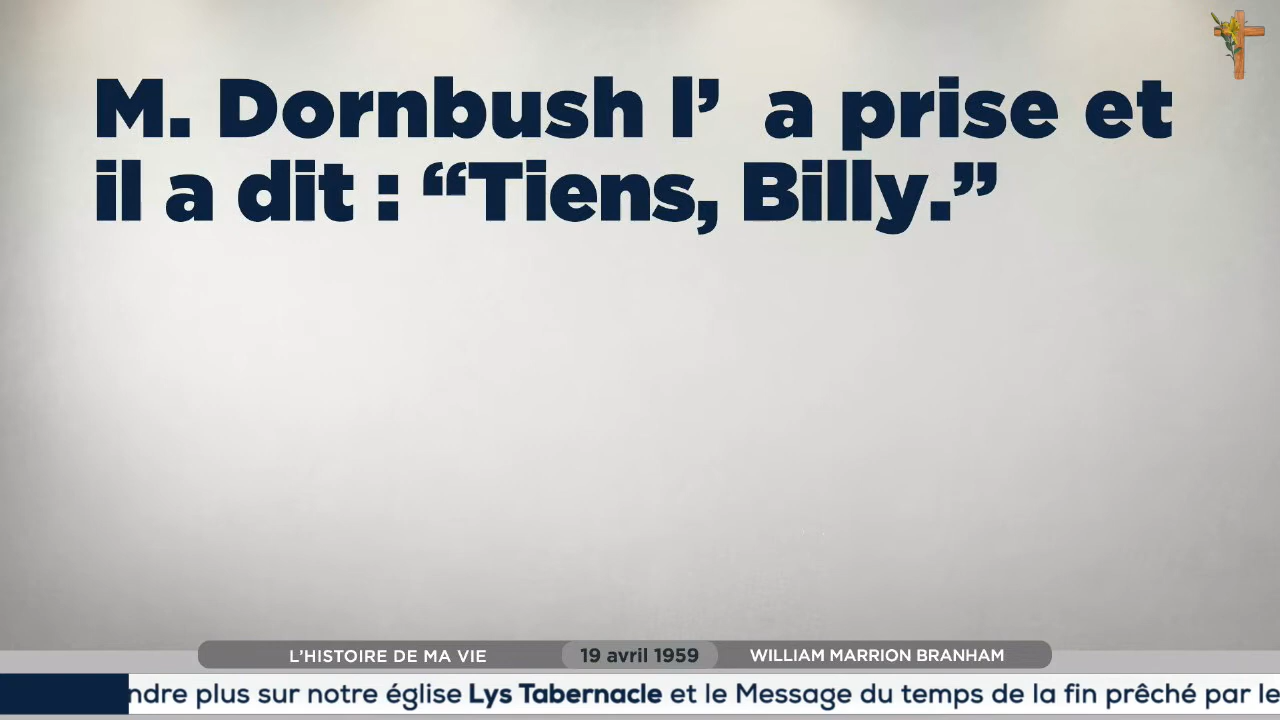 M. Dornbush l’ a prise et
il a dit : “Tiens, Billy.”
L’HISTOIRE DE MA VIE 19 avril 1959 WILLIAM MARRION BRANHAM
ndre plus sur notre église Lys Tabernacle et le Message du temps de la fin prêché par le